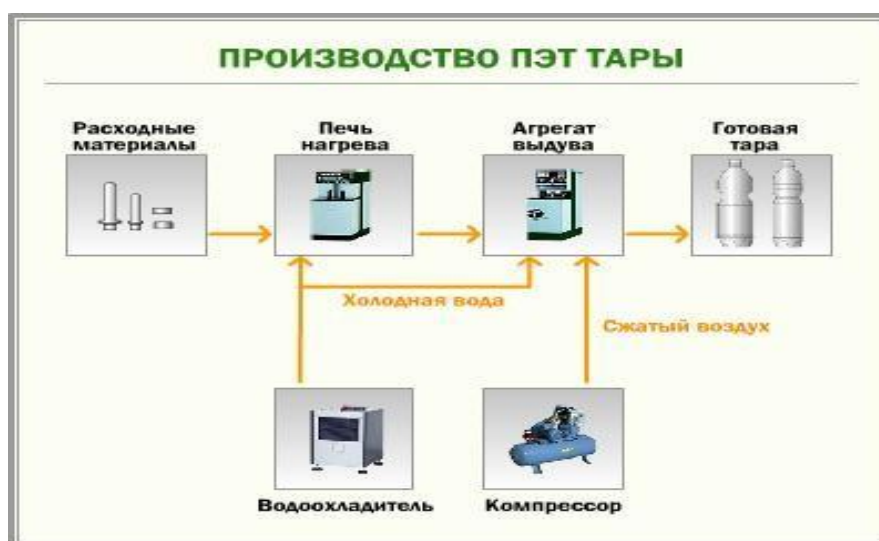 ПРОИЗВОДСТВО ПЭТ ТАРЫ
Расходные
материалы
Печь
нагрева
Агрегат
выдува
Готовая
тара
Холодная вода
Сжатый воздух
Водоохладитель
Компрессор